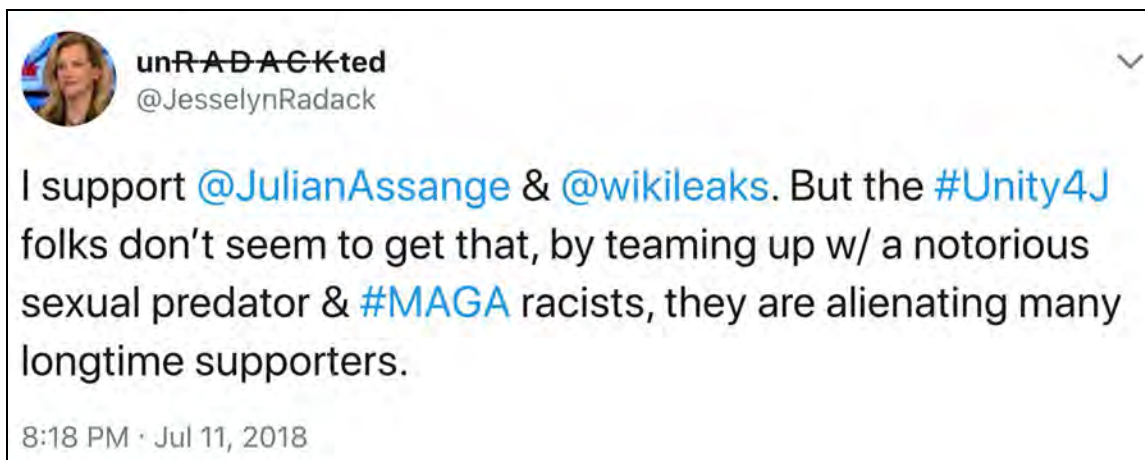 unRADACKted
@JesselynRadack
I support @JulianAssange & @wikileaks. But the #Unity4J
folks don’t seem to get that, by teaming up w/ a notorious
sexual predator & #MAGA racists, they are alienating many
longtime supporters.
8:18 PM · Jul 11, 2018